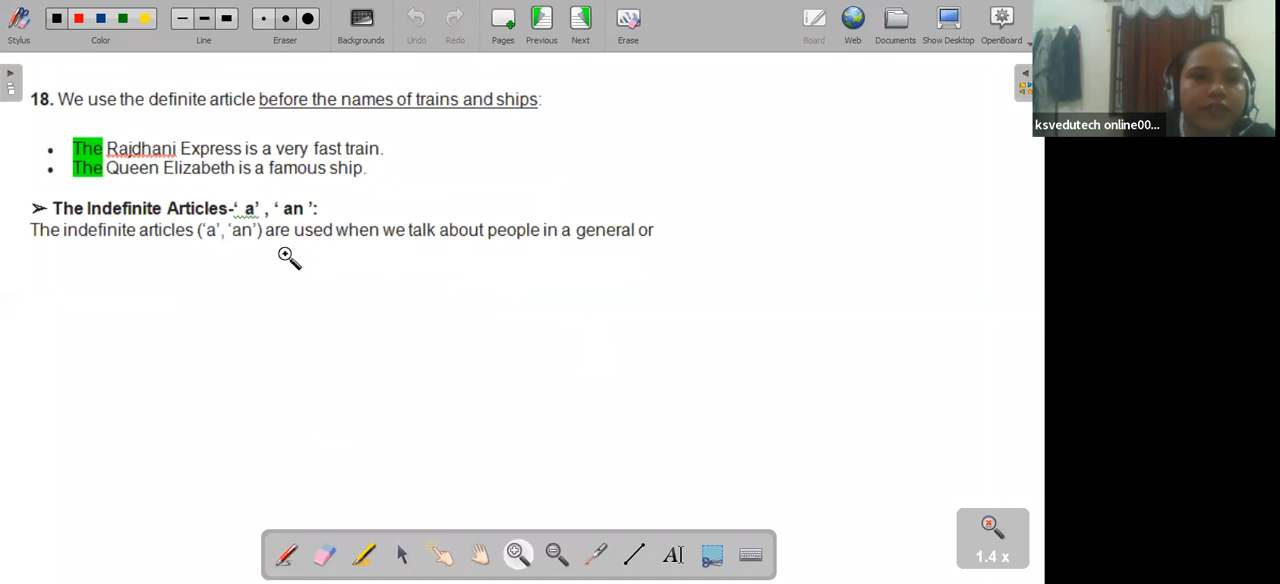 Stylus
Color
Line
Eraser
Backgrounds
Undo
Redo
Pages
Previous
Next
Erase
Board
Web
Documents
Show Desktop
OpenBoard
ksvedutech online00...
18. We use the definite article before the names of trains and ships:
• The Rajdhani Express is a very fast train.
• The Queen Elizabeth is a famous ship.
➢ The Indefinite Articles-‘ a’ , ‘ an ’:
The indefinite articles (‘a’, ‘an’) are used when we talk about people in a general or
AI
1.4 x